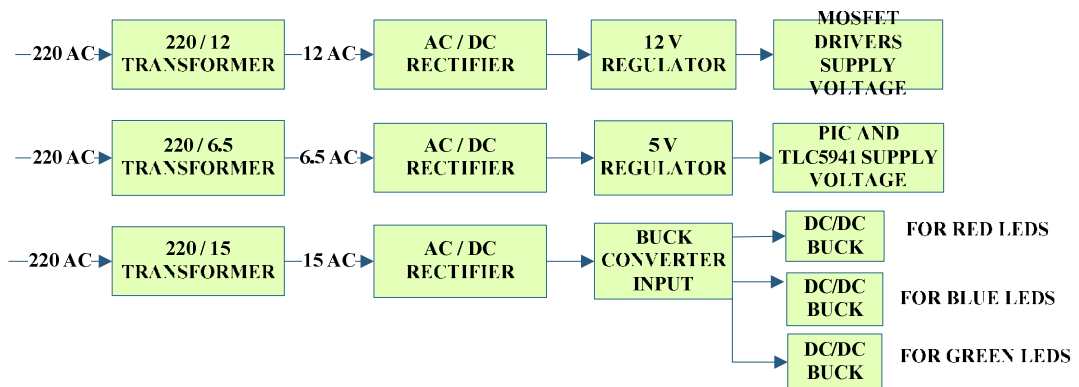 220 AC
220 / 12
TRANSFORMER
12 AC
AC / DC
RECTIFIER
12 V
REGULATOR
MOSFET
DRIVERS
SUPPLY
VOLTAGE
220 AC
220 / 6.5
TRANSFORMER
6.5 AC
AC / DC
RECTIFIER
5 V
REGULATOR
PIC AND
TLC5941 SUPPLY
VOLTAGE
220 AC
220 / 15
TRANSFORMER
15 AC
AC / DC
RECTIFIER
BUCK
CONVERTER
INPUT
DC/DC
BUCK
FOR RED LEDS
DC/DC
BUCK
FOR BLUE LEDS
DC/DC
BUCK
FOR GREEN LEDS